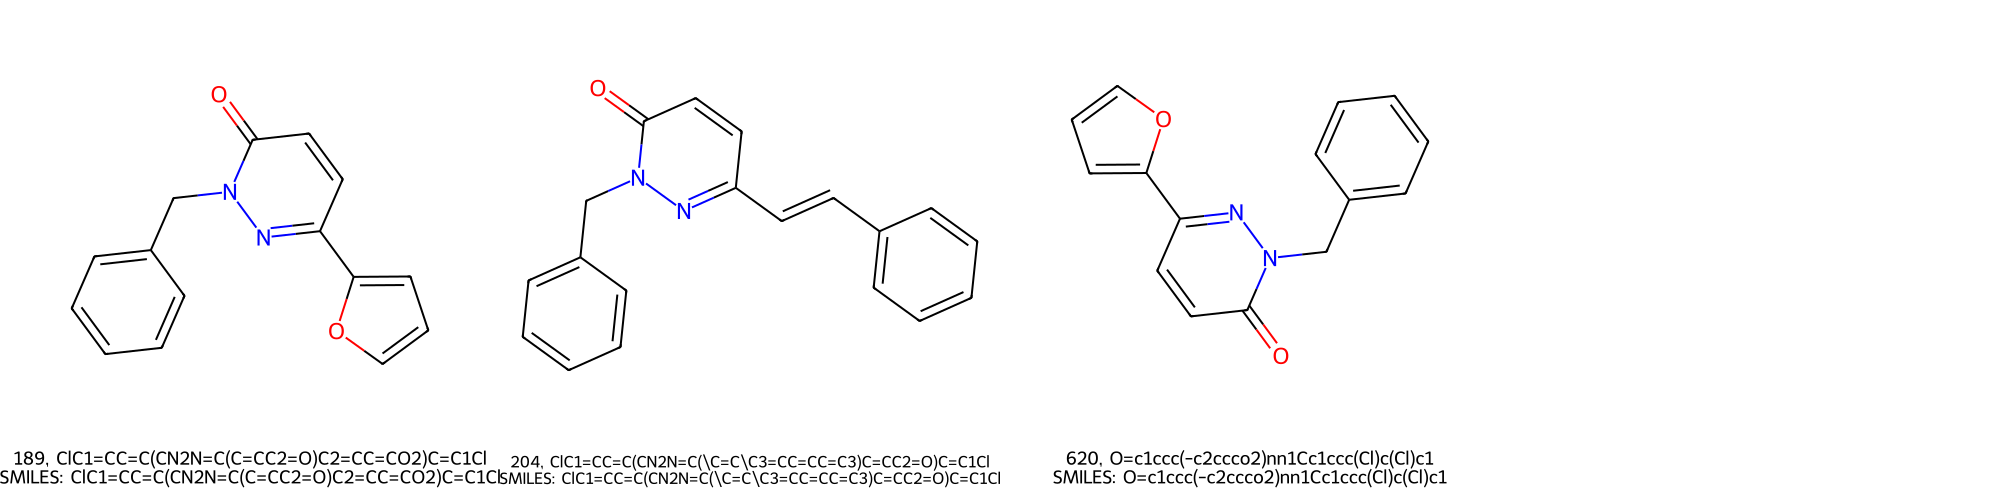 O
N
N
O
O
N
N
O
N
N
O
189, ClC1=CC=C(CN2N=C(C=CC2=O)C2=CC=CO2)C=C1Cl
SMILES: ClC1=CC=C(CN2N=C(C=CC2=O)C2=CC=CO2)C=C1Cl
204, ClC1=CC=C(CN2N=C(\C=C\C3=CC=CC=C3)C=CC2=O)C=C1Cl
SMILES: ClC1=CC=C(CN2N=C(\C=C\C3=CC=CC=C3)C=CC2=O)C=C1Cl
620, O=c1ccc(-c2ccco2)nn1Cc1ccc(Cl)c(Cl)c1
SMILES: O=c1ccc(-c2ccco2)nn1Cc1ccc(Cl)c(Cl)c1